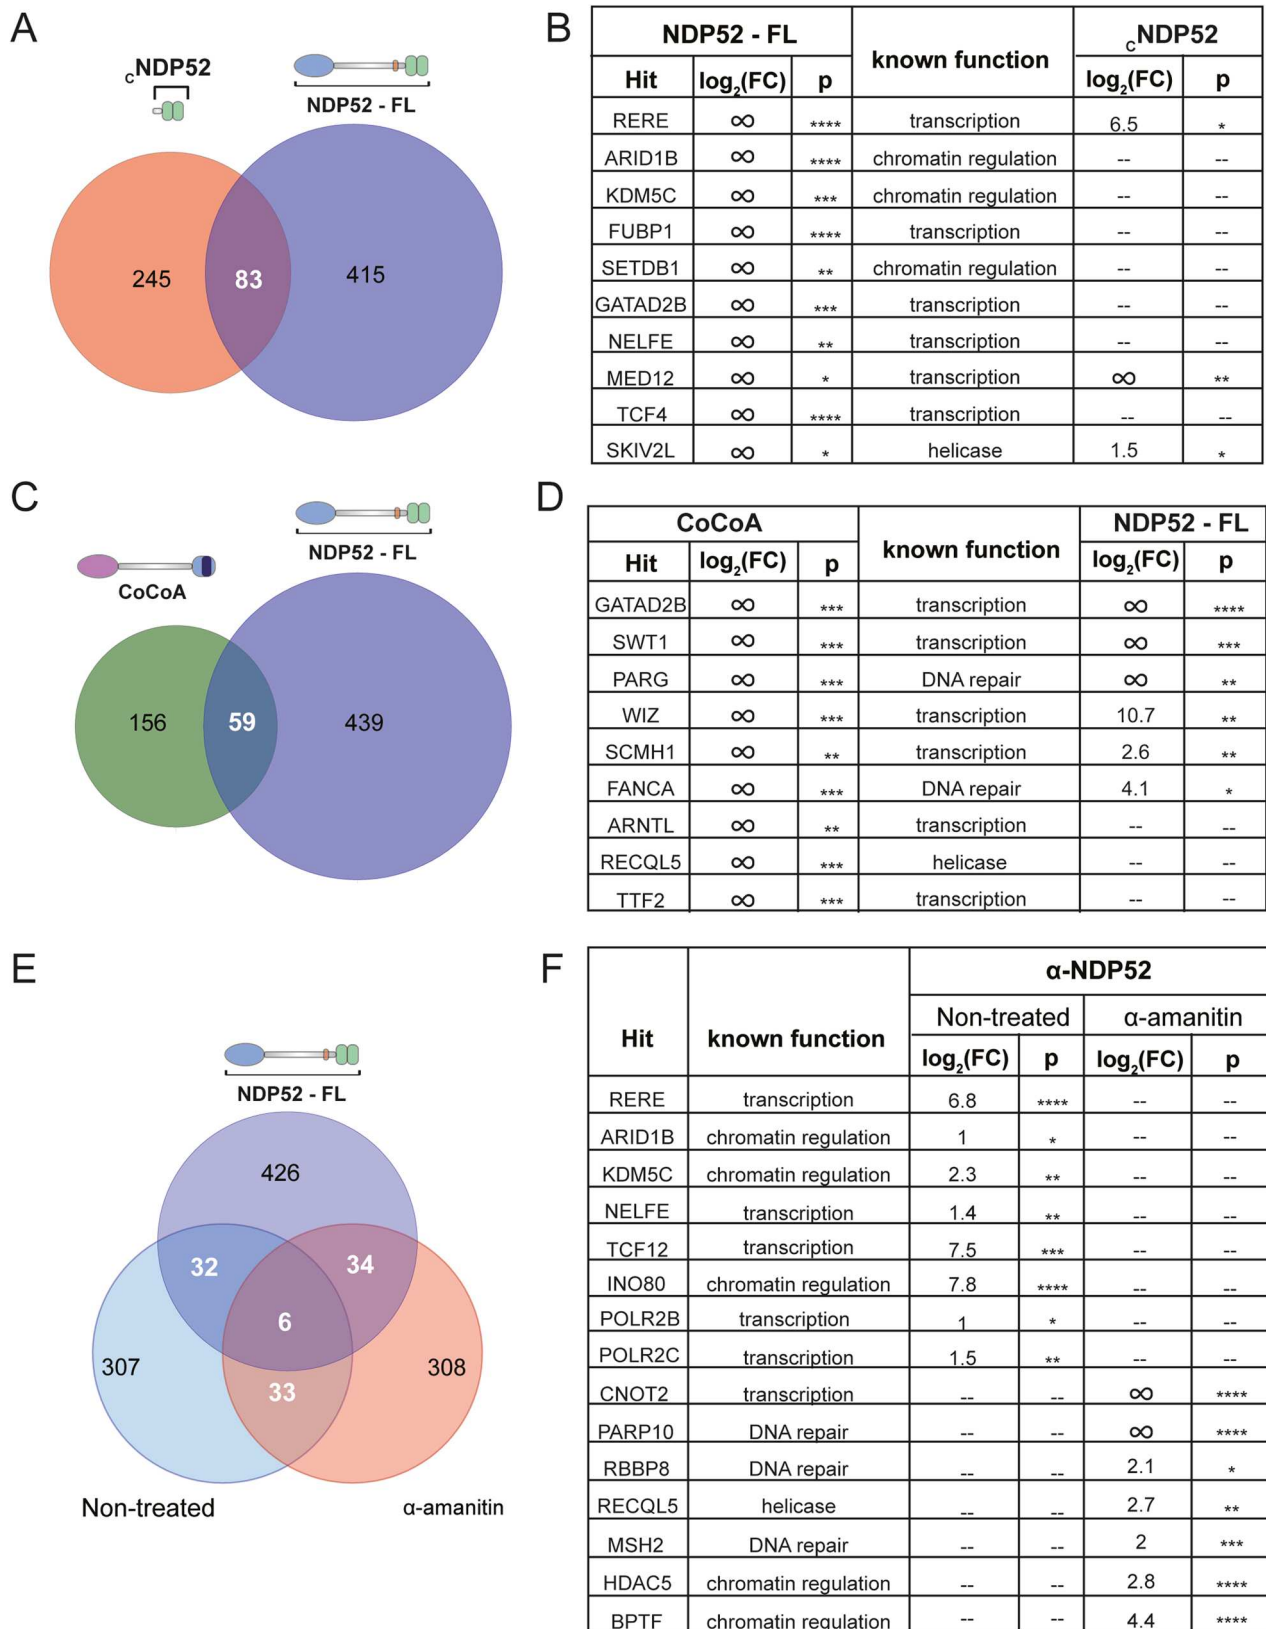 A
cNDP52
NDP52 - FL
245
83
415
B
NDP52 - FL known function cNDP52
Hit log2(FC) p log2(FC) p
RERE ∞ **** transcription 6.5 *
ARID1B ∞ **** chromatin regulation -- --
KDM5C ∞ *** chromatin regulation -- --
FUBP1 ∞ **** transcription -- --
SETDB1 ∞ ** chromatin regulation -- --
GATAD2B ∞ *** transcription -- --
NELFE ∞ ** transcription -- --
MED12 ∞ * transcription ∞ **
TCF4 ∞ **** transcription -- --
SKIV2L ∞ * helicase 1.5 *
C
CoCoA
NDP52 - FL
156
59
439
D
CoCoA known function NDP52 - FL
Hit log2(FC) p log2(FC) p
GATAD2B ∞ *** transcription ∞ ****
SWT1 ∞ *** transcription ∞ ***
PARG ∞ *** DNA repair ∞ **
WIZ ∞ *** transcription 10.7 **
SCMH1 ∞ ** transcription 2.6 **
FANCA ∞ *** DNA repair 4.1 *
ARNTL ∞ ** transcription -- --
RECQL5 ∞ *** helicase -- --
TTF2 ∞ *** transcription -- --
E
NDP52 - FL
426
32
34
6
307
33
308
Non-treated
α-amanitin
F
Hit known function α-NDP52
Non-treated α-amanitin
log2(FC) p log2(FC) p
RERE transcription 6.8 **** -- --
ARID1B chromatin regulation 1 * -- --
KDM5C chromatin regulation 2.3 ** -- --
NELFE transcription 1.4 ** -- --
TCF12 transcription 7.5 *** -- --
INO80 chromatin regulation 7.8 **** -- --
POLR2B transcription 1 * -- --
POLR2C transcription 1.5 ** -- --
CNOT2 transcription -- -- ∞ ****
PARP10 DNA repair -- -- ∞ ****
RBBP8 DNA repair -- -- 2.1 *
RECQL5 helicase -- -- 2.7 **
MSH2 DNA repair -- -- 2 ***
HDAC5 chromatin regulation -- -- 2.8 ****
BPTF chromatin regulation -- -- 4.4 ****